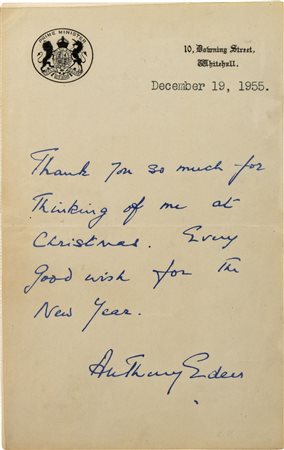 PRIME MINISTER
10, Downing Street,
Whitehall.
December 19, 1955.
Thank you so much for
thinking of me at
Christmas. Every
good wish for the
New Year.
Anthony Eden